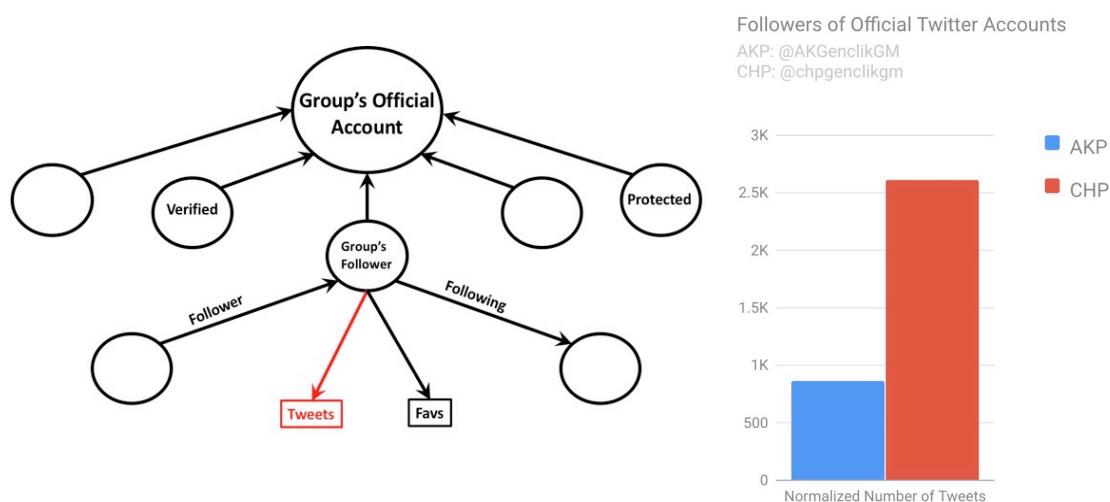 Group's Official
Account
Verified
Protected
Group's
Follower
Follower
Following
Tweets
Favs
Followers of Official Twitter Accounts
AKP: @AKGenclikGM
CHP: @chpgenclikgm
3K
2.5K
2K
1.5K
1K
500
0
Normalized Number of Tweets
AKP
CHP